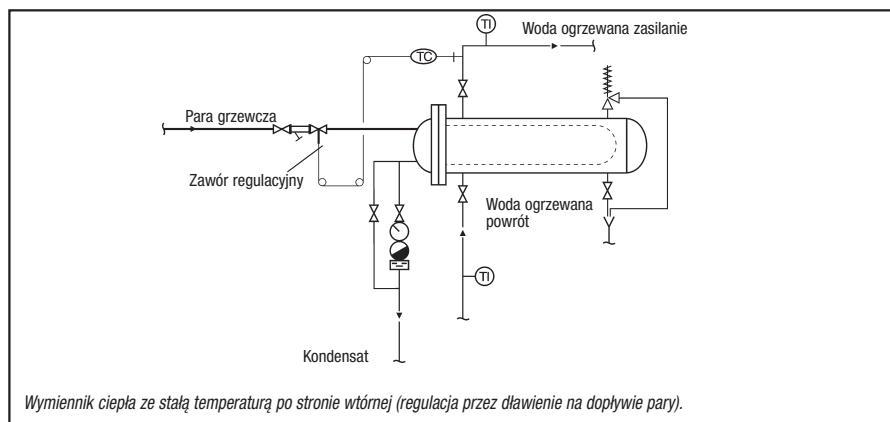 TI
Woda ogrzewana zasilanie
TC
Para grzewcza
Zawór regulacyjny
Woda ogrzewana
powrót
TI
Kondensat
Wymiennik ciepła ze stałą temperaturą po stronie wtórnej (regulacja przez dławienie na dopływie pary).